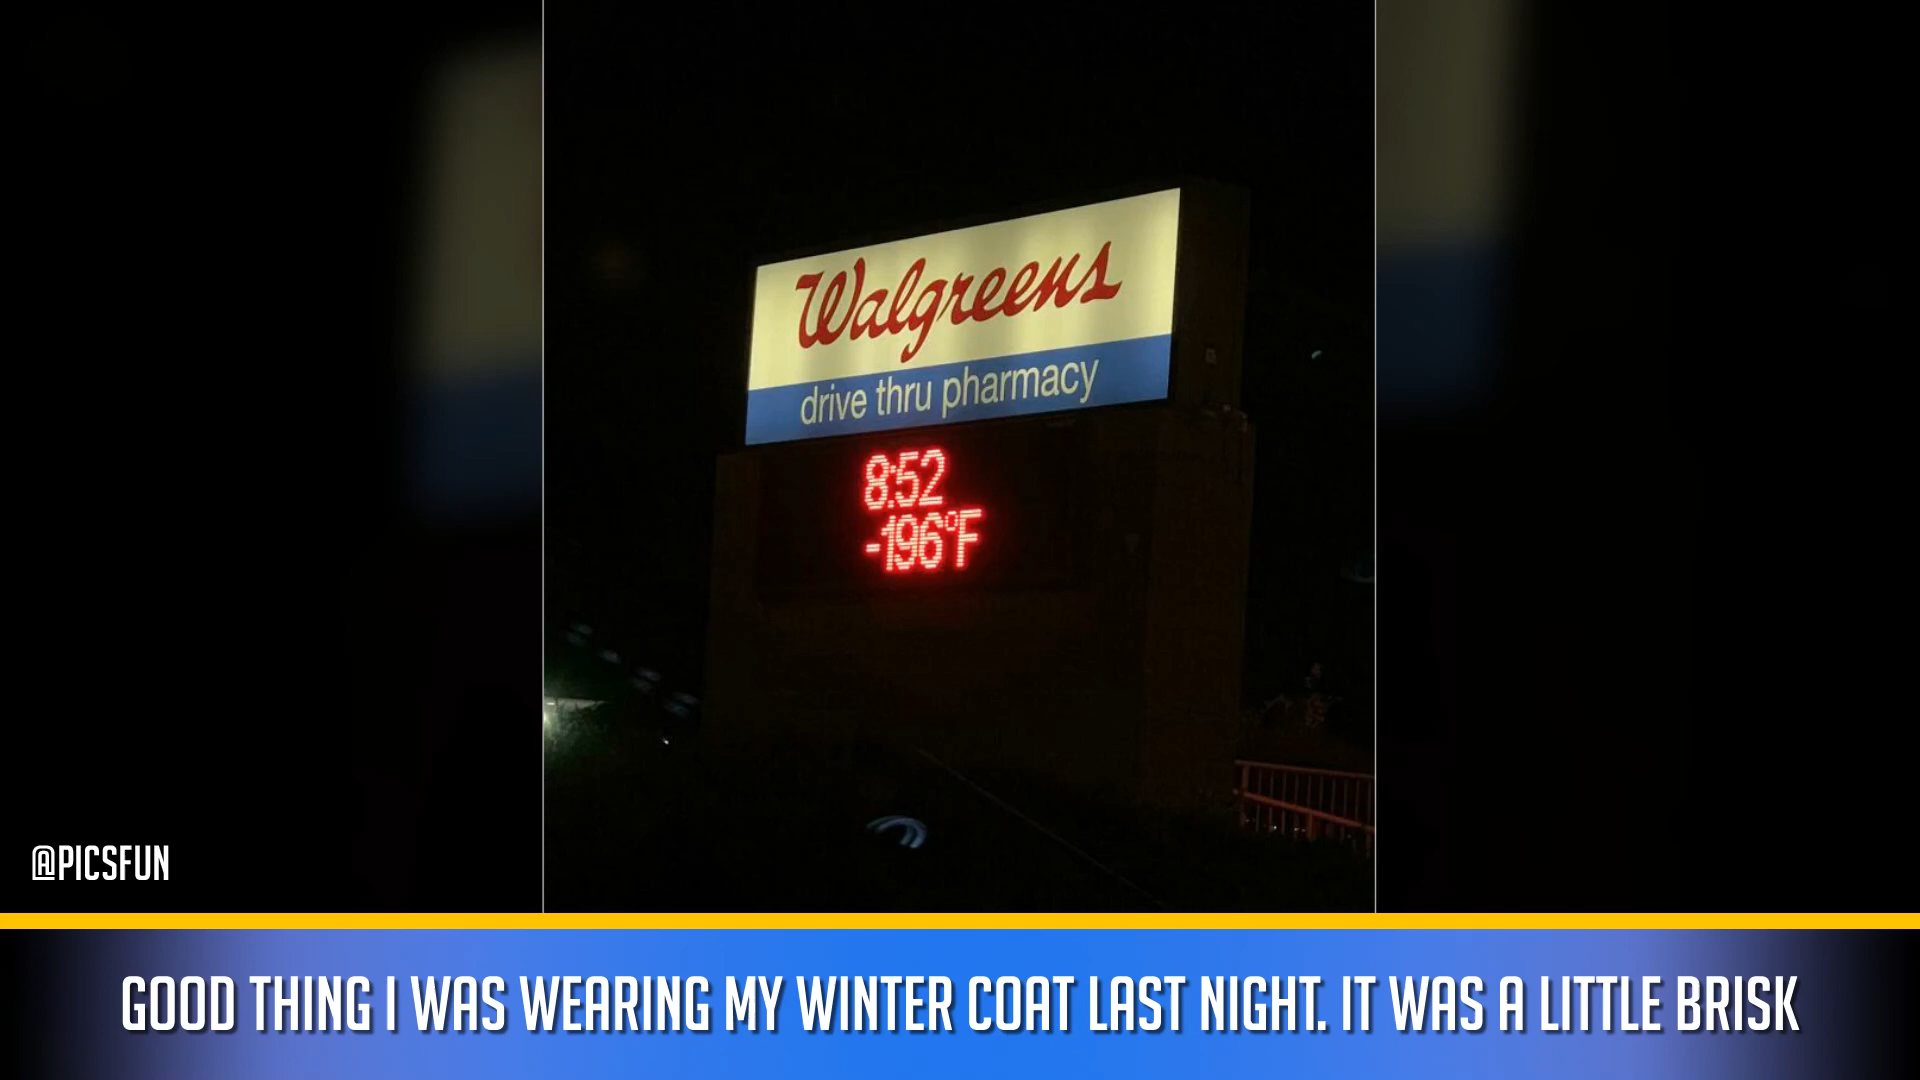 Walgreens
drive thru pharmacy
8:52
-196°F
@PICSFUN
GOOD THING I WAS WEARING MY WINTER COAT LAST NIGHT. IT WAS A LITTLE BRISK